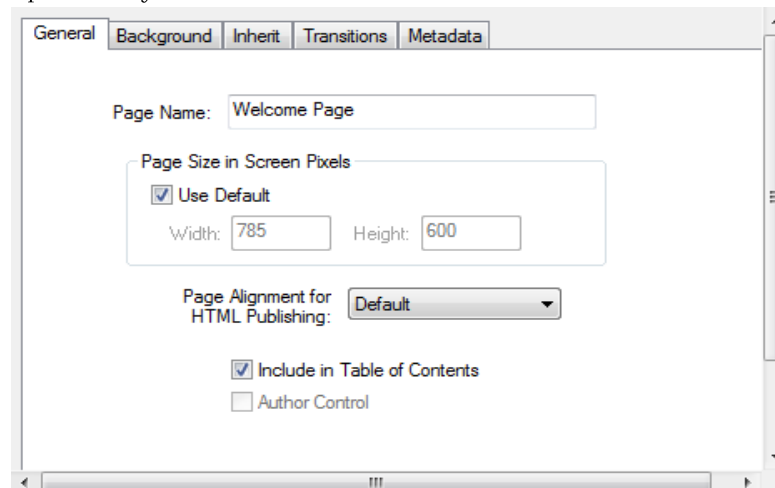 General Background Inherit Transitions Metadata
Page Name: Welcome Page
Page Size in Screen Pixels
Use Default
Width: 785 Height: 600
Page Alignment for
HTML Publishing: Default
Include in Table of Contents
Author Control